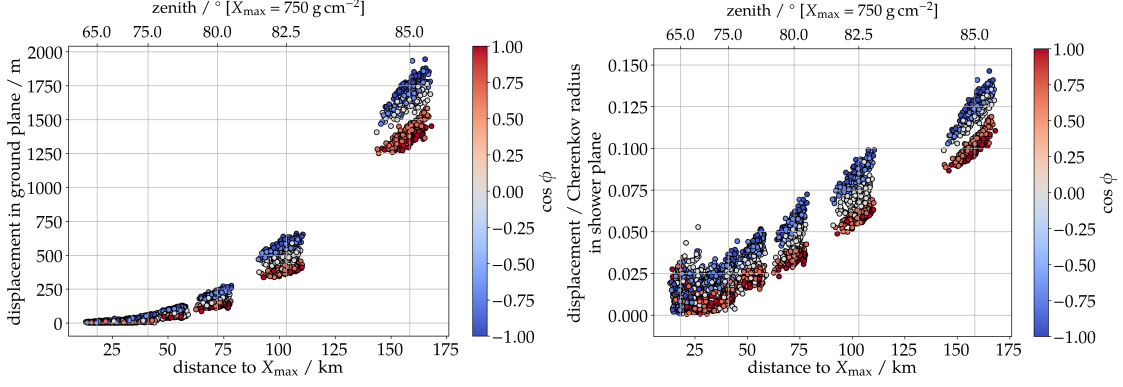 zenith / ° [Xmax = 750 g cm−2]
65.0 75.0 80.0 82.5 85.0
2000
1750
1500
1250
1000
750
500
250
0
displacement in ground plane / m
25 50 75 100 125 150 175
distance to Xmax / km
1.00
0.75
0.50
0.25
0.00
−0.25
−0.50
−0.75
−1.00
cos ϕ
zenith / ° [Xmax = 750 g cm−2]
65.0 75.0 80.0 82.5 85.0
0.150
0.125
0.100
0.075
0.050
0.025
0.000
displacement / Cherenkov radius
in shower plane
25 50 75 100 125 150 175
distance to Xmax / km
1.00
0.75
0.50
0.25
0.00
−0.25
−0.50
−0.75
−1.00
cos ϕ